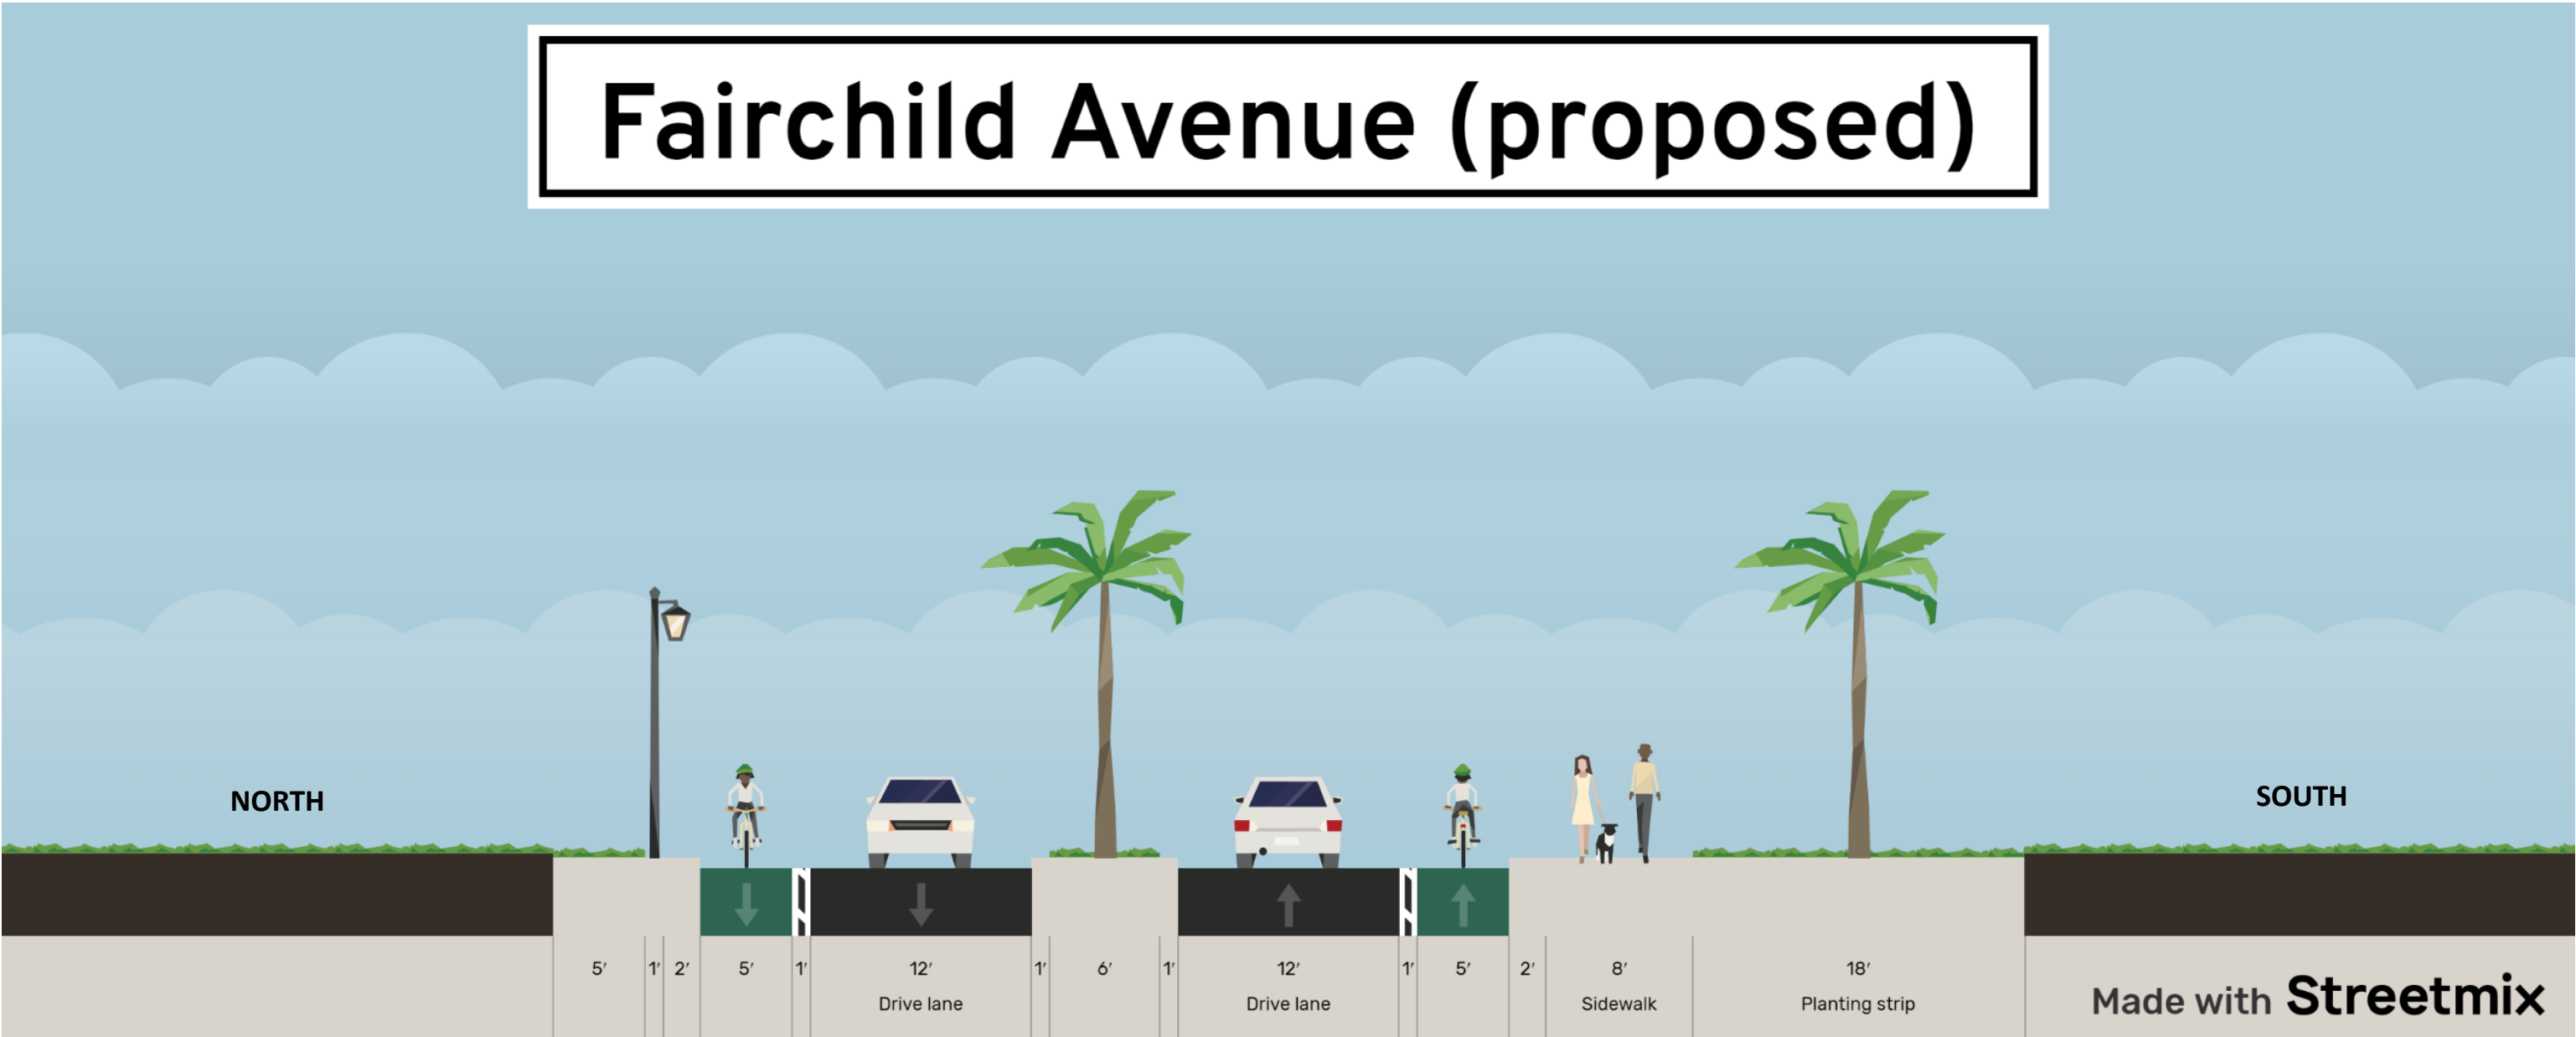 Fairchild Avenue (proposed)
NORTH
SOUTH
5′ 1′ 2′ 5′ 1′ 12′ 1′ 6′ 1′ 12′ 1′ 5′ 2′ 8′ 18′
Drive lane Drive lane Sidewalk Planting strip
Made with Streetmix